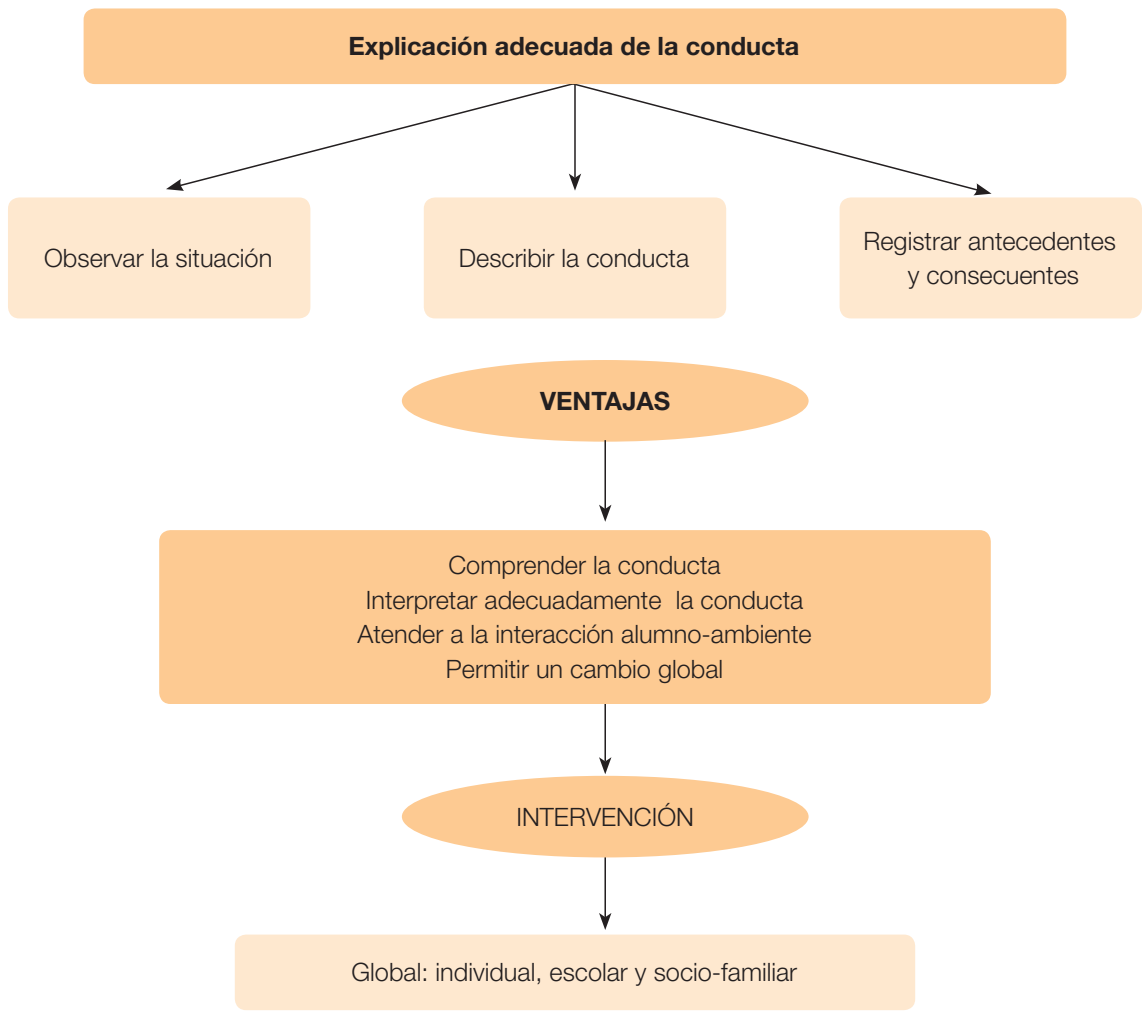 Explicación adecuada de la conducta
Observar la situación
Describir la conducta
Registrar antecedentes
y consecuentes
VENTAJAS
Comprender la conducta
Interpretar adecuadamente  la conducta
Atender a la interacción alumno-ambiente
Permitir un cambio global
INTERVENCIÓN
Global: individual, escolar y socio-familiar